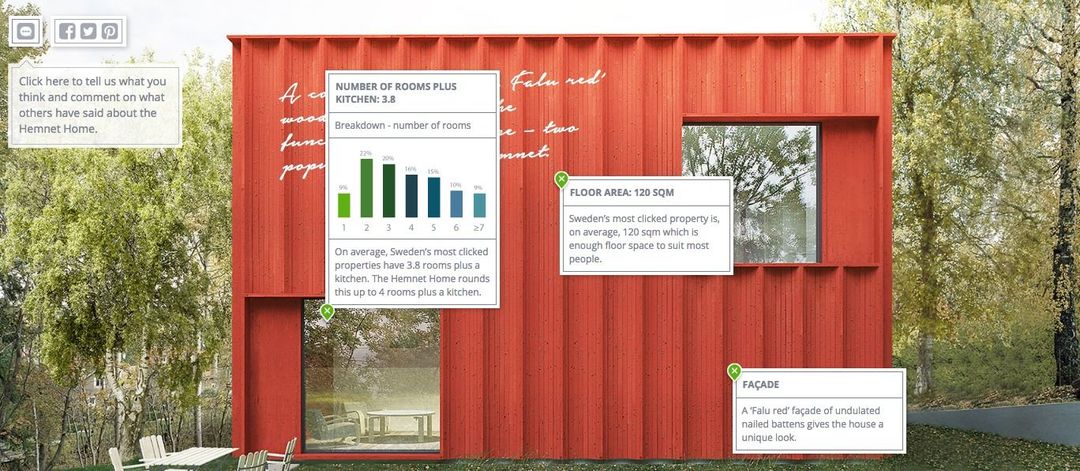 Click here to tell us what you
think and comment on what
others have said about the
Hemnet Home.
A Falu red'
two
NUMBER OF ROOMS PLUS
KITCHEN: 3.8
Breakdown - number of rooms
9% 22% 20% 16% 15% 10% 9%
1 2 3 4 5 6 ≥7
On average, Sweden's most clicked
properties have 3.8 rooms plus a
kitchen. The Hemnet Home rounds
this up to 4 rooms plus a kitchen.
FLOOR AREA: 120 SQM
Sweden's most clicked property is,
on average, 120 sqm which is
enough floor space to suit most
people.
FAÇADE
A 'Falu red' façade of undulated
nailed battens gives the house a
unique look.